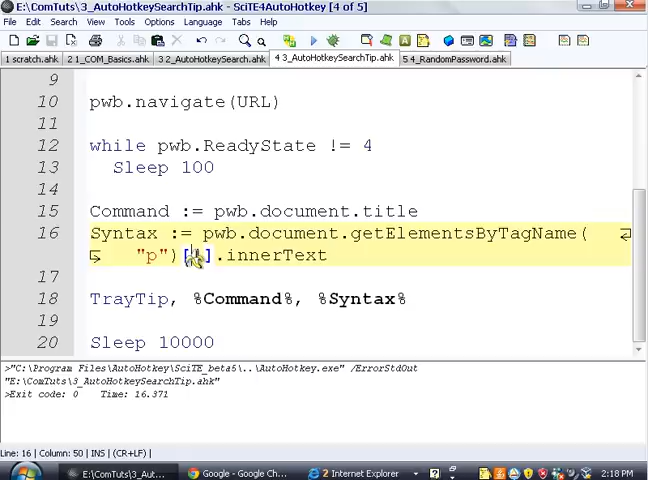 E:\ComTuts\3_AutoHotkeySearchTip.ahk - SciTE4AutoHotkey [4 of 5]
File Edit Search View Tools Options Language Tabs Help
1 scratch.ahk 2 1_COM_Basics.ahk 3 2_AutoHotkeySearch.ahk 4 3_AutoHotkeySearchTip.ahk 5 4_RandomPassword.ahk
9
10 pwb.navigate(URL)
11
12 while pwb.ReadyState != 4
13 Sleep 100
14
15 Command := pwb.document.title
16 Syntax := pwb.document.getElementsByTagName(
"p")[ ].innerText
17
18 TrayTip, %Command%, %Syntax%
19
20 Sleep 10000
>"C:\Program Files\AutoHotkey\SciTE_beta5\..\AutoHotkey.exe" /ErrorStdOut
"E:\ComTuts\3_AutoHotkeySearchTip.ahk"
>Exit code: 0 Time: 16.371
Line: 16 | Column: 50 | INS | (CR+LF) |
E:\ComTuts\3_Aut... Google - Google Ch... 2 Internet Explorer 2:18 PM